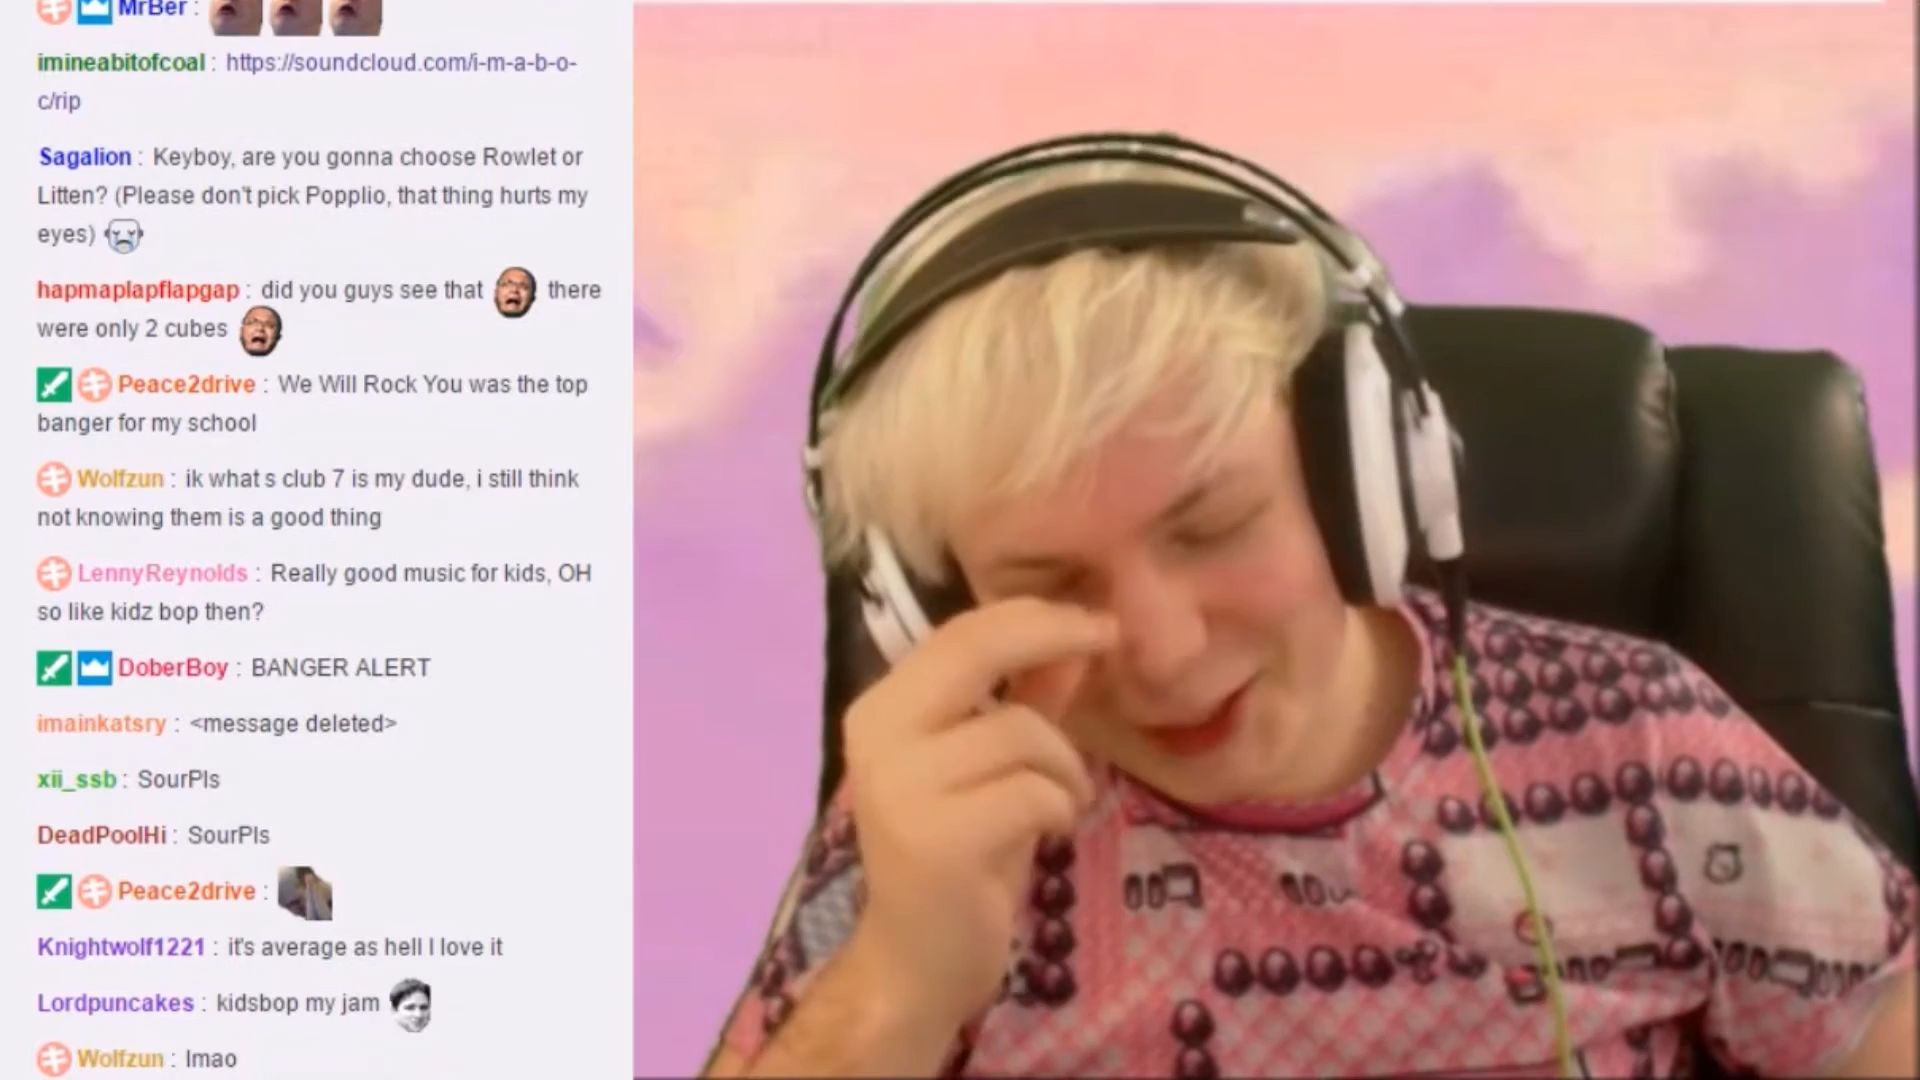 MrBer :
imineabitofcoal : https://soundcloud.com/i-m-a-b-o-
c/rip
Sagalion : Keyboy, are you gonna choose Rowlet or
Litten? (Please don't pick Popplio, that thing hurts my
eyes)
hapmaplapflapgap : did you guys see that there
were only 2 cubes
Peace2drive : We Will Rock You was the top
banger for my school
Wolfzun : ik what s club 7 is my dude, i still think
not knowing them is a good thing
LennyReynolds : Really good music for kids, OH
so like kidz bop then?
DoberBoy : BANGER ALERT
imainkatsry : <message deleted>
xii_ssb : SourPls
DeadPoolHi : SourPls
Peace2drive :
Knightwolf1221 : it's average as hell I love it
Lordpuncakes : kidsbop my jam
Wolfzun : lmao